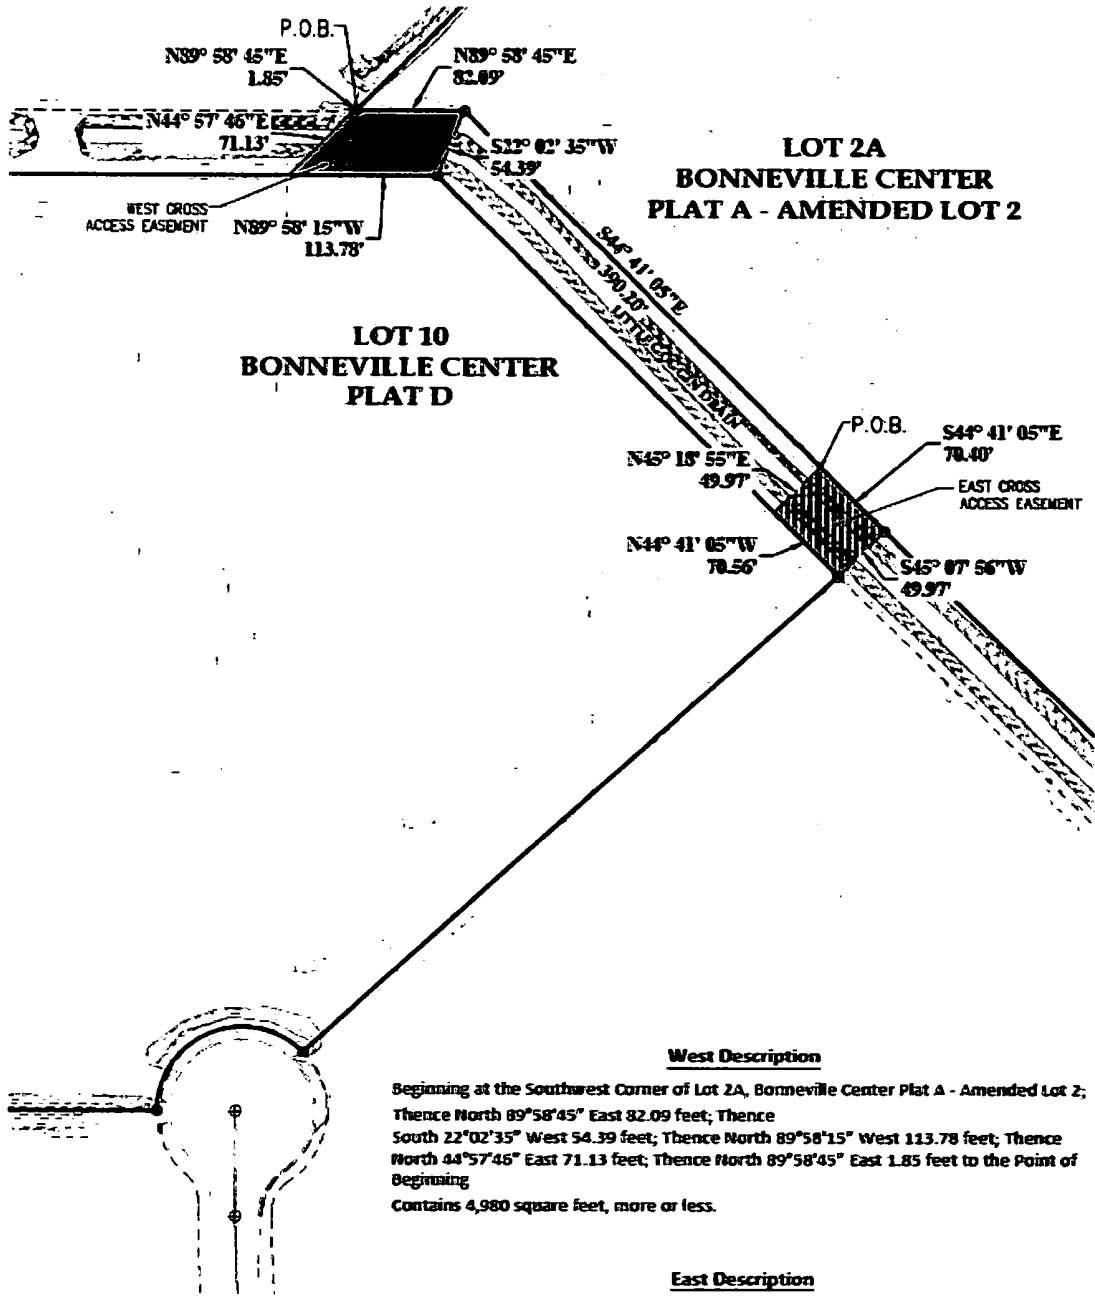 P.O.B.
N89° 58' 45"E
1.85'
N89° 58' 45"E
82.09'
N44° 57' 46"E
71.13'
S22° 02' 35"W
54.39'
WEST CROSS
ACCESS EASEMENT
N89° 58' 15"W
113.78'
LOT 2A
BONNEVILLE CENTER
PLAT A - AMENDED LOT 2
S44° 41' 05"E
390.20'
LITTLE DRAIN
LOT 10
BONNEVILLE CENTER
PLAT D
P.O.B.
S44° 41' 05"E
70.40'
N45° 18' 55"E
49.97'
EAST CROSS
ACCESS EASEMENT
N44° 41' 05"W
70.56'
S45° 07' 56"W
49.97'
West Description
Beginning at the Southwest Corner of Lot 2A, Bonneville Center Plat A - Amended Lot 2;
Thence North 89°58'45" East 82.09 feet; Thence
South 22°02'35" West 54.39 feet; Thence North 89°58'15" West 113.78 feet; Thence
North 44°57'46" East 71.13 feet; Thence North 89°58'45" East 1.85 feet to the Point of
Beginning
Contains 4,980 square feet, more or less.
East Description